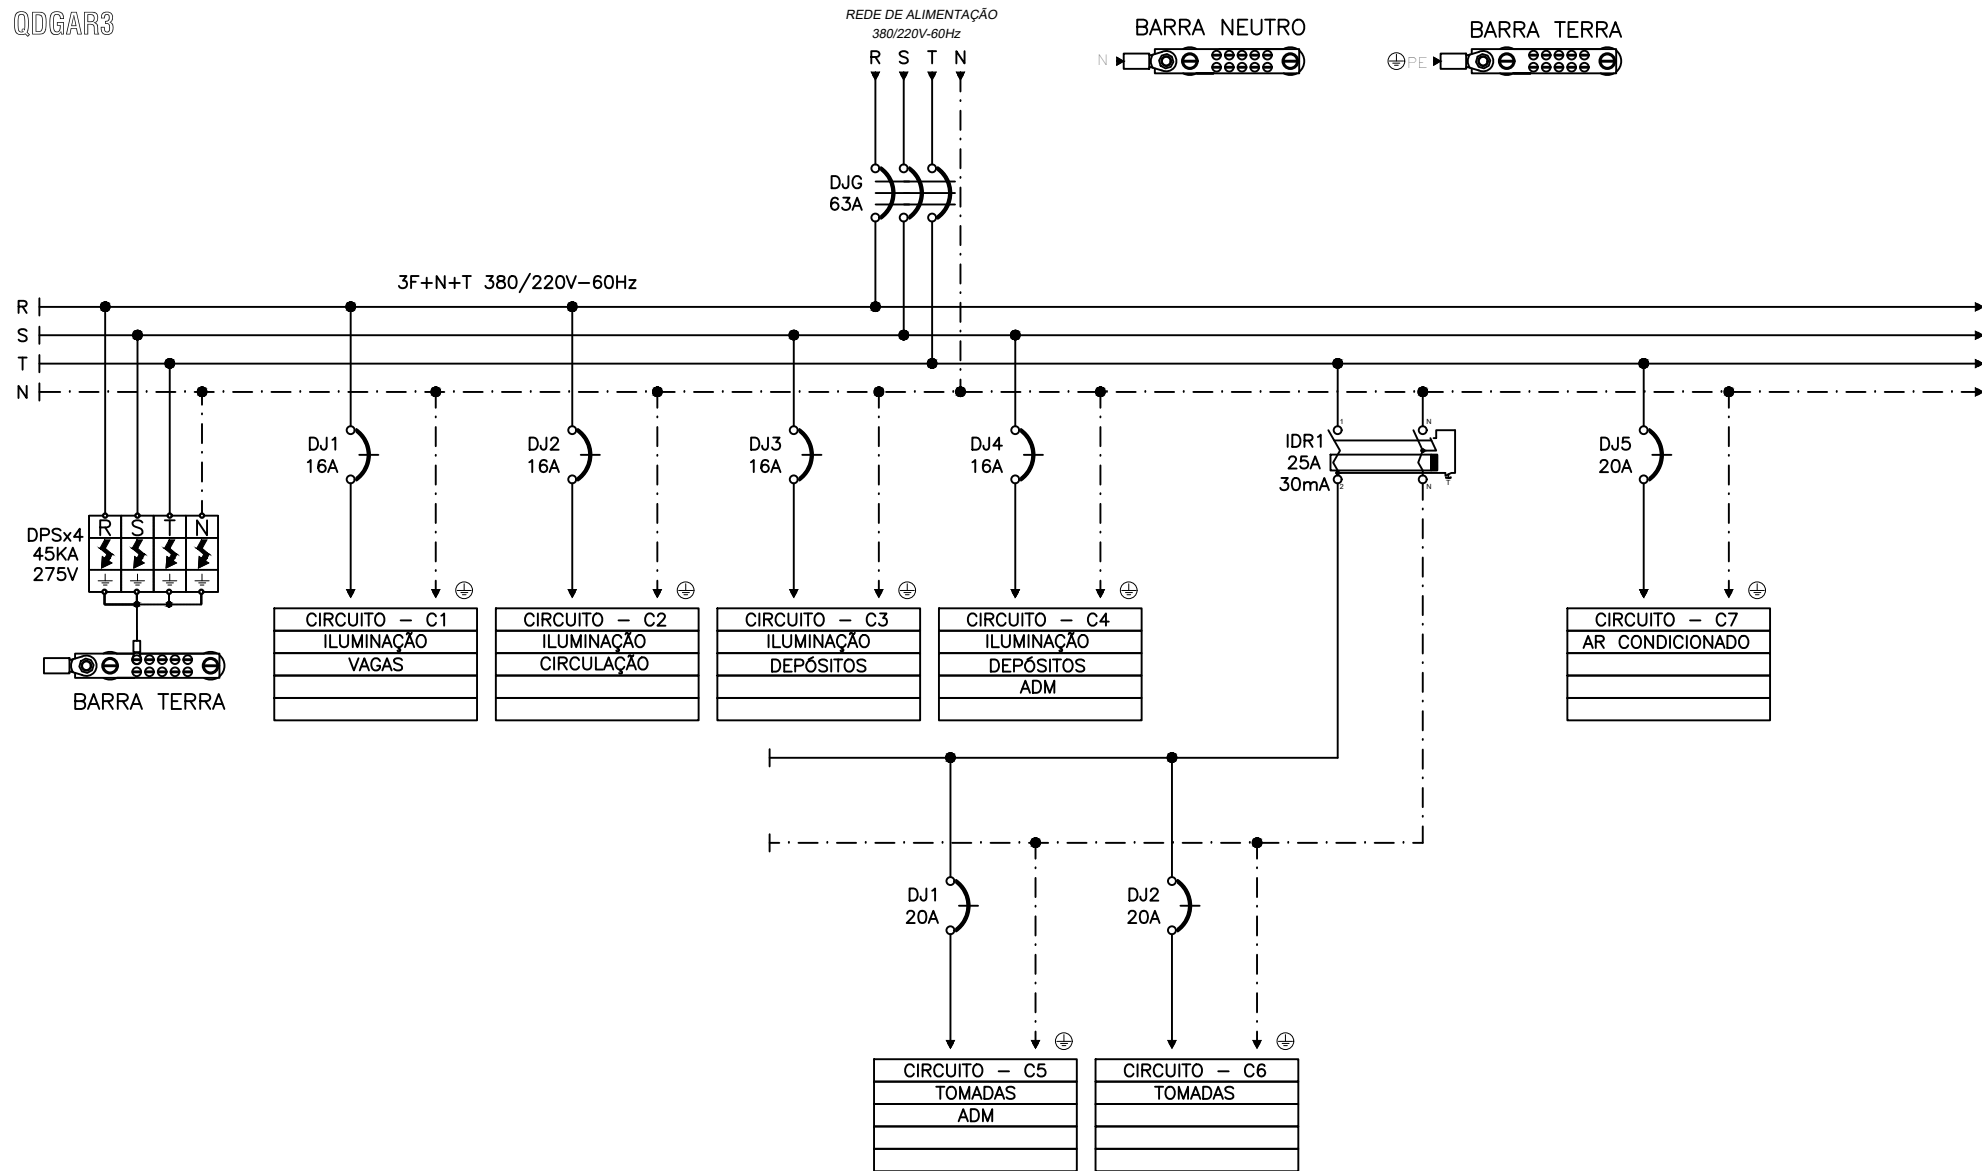 QDGAR3
REDE DE ALIMENTAÇÃO
380/220V-60Hz
R S T N
BARRA NEUTRO
N
BARRA TERRA
PE
DJG
63A
3F+N+T 380/220V-60Hz
R
S
T
N
DJ1
16A
DJ2
16A
DJ3
16A
DJ4
16A
1
N
IDR1
25A
30mA
2
N
T
DJ5
20A
DPSx4
45KA
275V
R S T N
BARRA TERRA
CIRCUITO - C1
ILUMINAÇÃO
VAGAS
CIRCUITO - C2
ILUMINAÇÃO
CIRCULAÇÃO
CIRCUITO - C3
ILUMINAÇÃO
DEPÓSITOS
CIRCUITO - C4
ILUMINAÇÃO
DEPÓSITOS
ADM
CIRCUITO - C7
AR CONDICIONADO
DJ1
20A
DJ2
20A
CIRCUITO - C5
TOMADAS
ADM
CIRCUITO - C6
TOMADAS